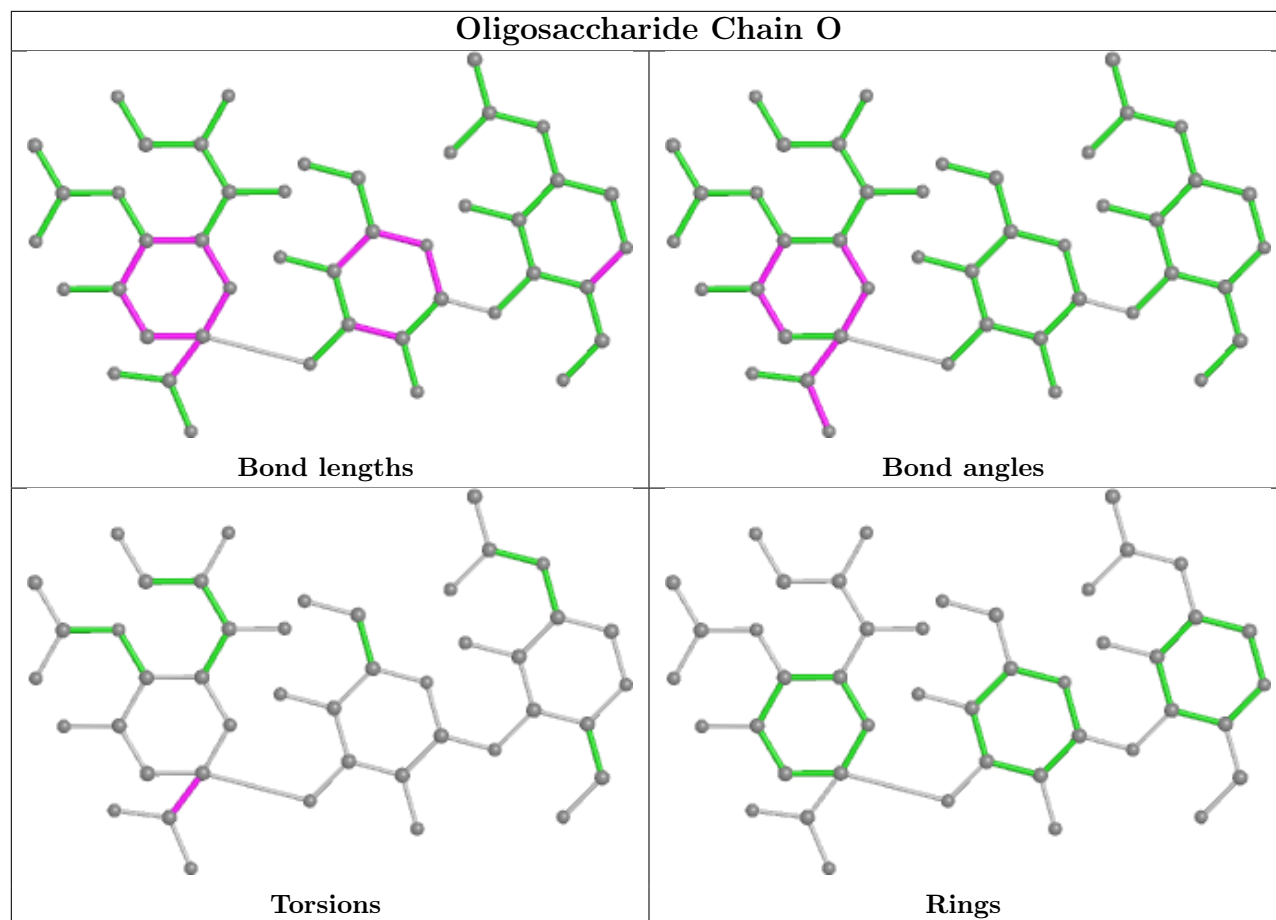 Oligosaccharide Chain O
Bond lengths
Bond angles
Torsions
Rings